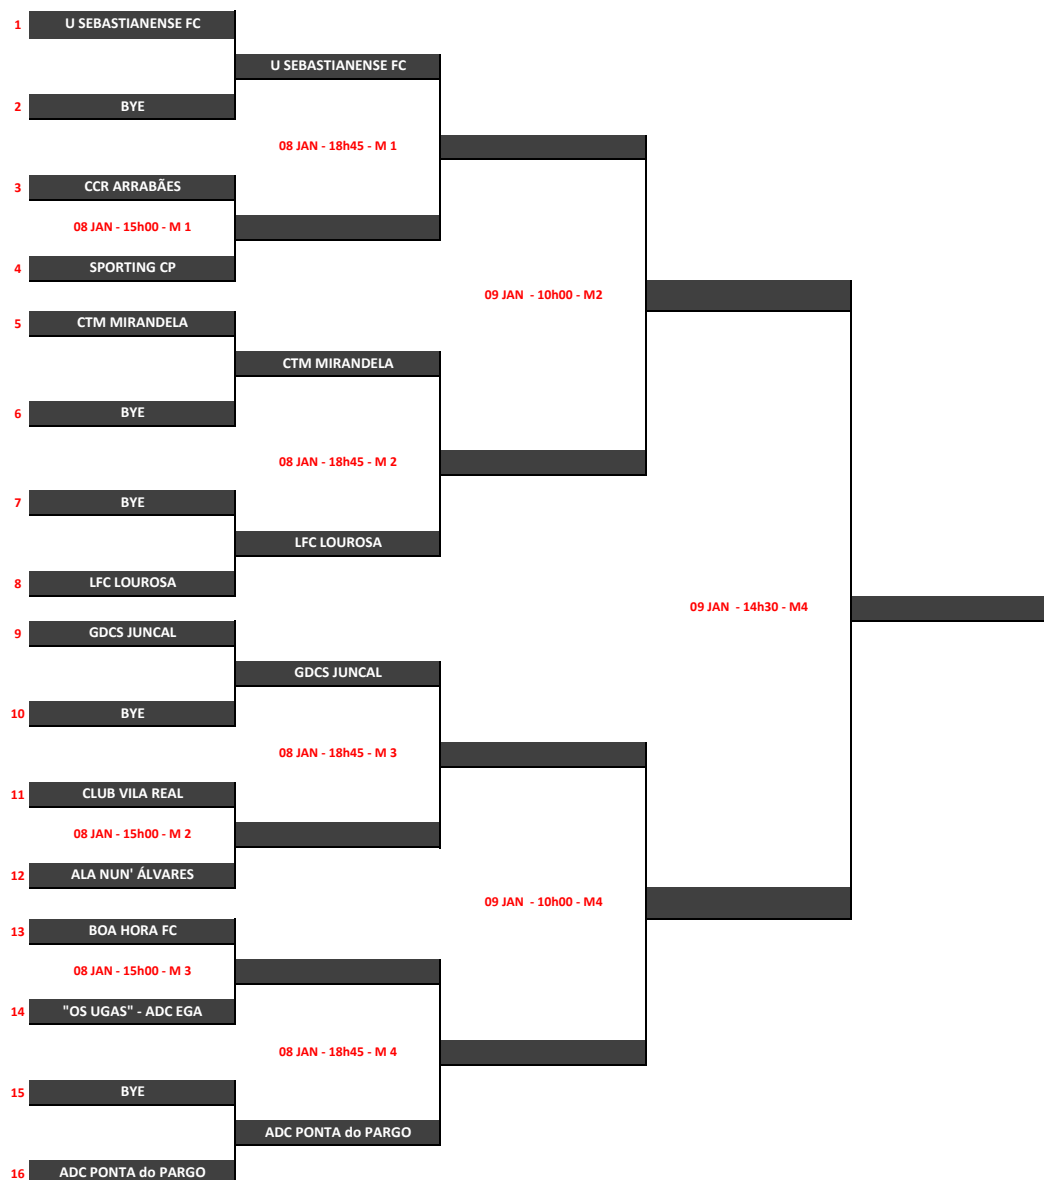 1 U SEBASTIANENSE FC
U SEBASTIANENSE FC
2 BYE
08 JAN - 18h45 - M 1
3 CCR ARRABÃES
08 JAN - 15h00 - M 1
4 SPORTING CP
09 JAN - 10h00 - M2
5 CTM MIRANDELA
CTM MIRANDELA
6 BYE
08 JAN - 18h45 - M 2
7 BYE
LFC LOUROSA
8 LFC LOUROSA
09 JAN - 14h30 - M4
9 GDCS JUNCAL
GDCS JUNCAL
10 BYE
08 JAN - 18h45 - M 3
11 CLUB VILA REAL
08 JAN - 15h00 - M 2
12 ALA NUN' ÁLVARES
09 JAN - 10h00 - M4
13 BOA HORA FC
08 JAN - 15h00 - M 3
14 "OS UGAS" - ADC EGA
08 JAN - 18h45 - M 4
15 BYE
ADC PONTA do PARGO
16 ADC PONTA do PARGO